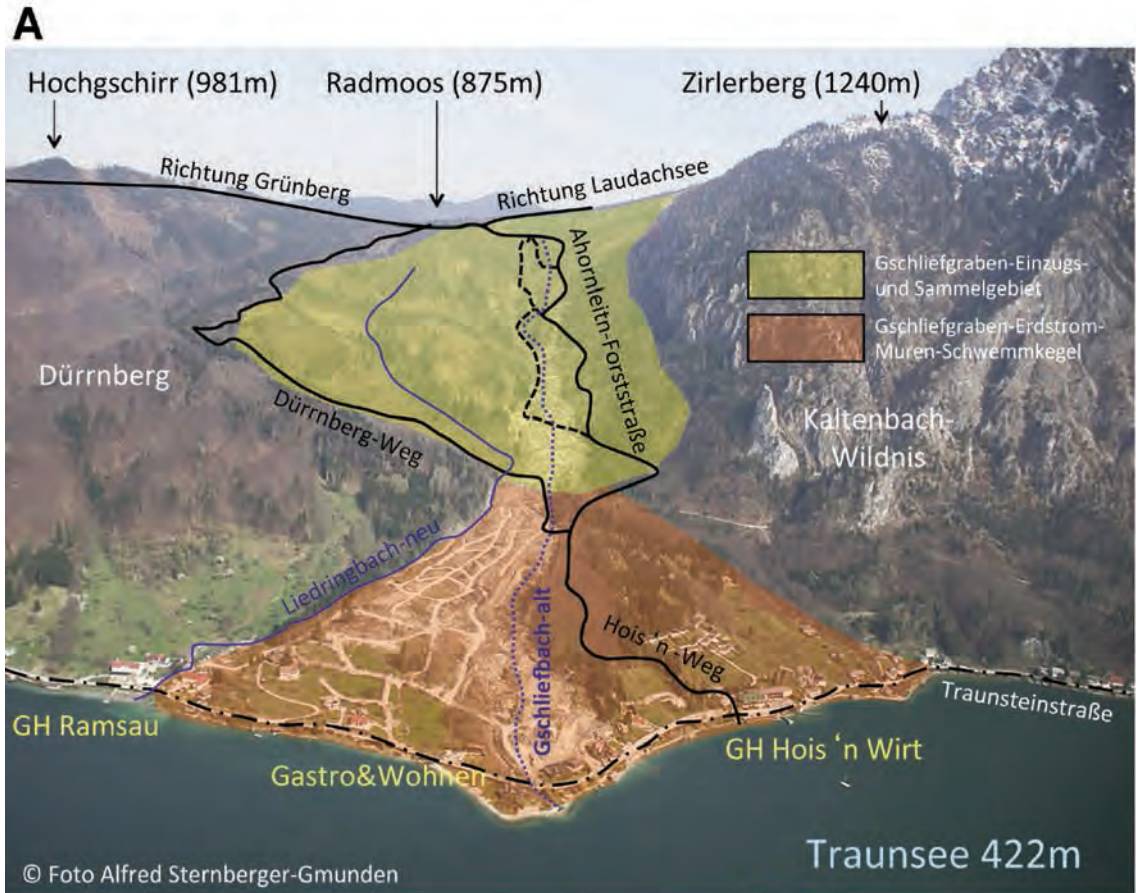 A
Hochgschirr (981m)
Radmoos (875m)
Zirlerberg (1240m)
Richtung Grünberg
Richtung Laudachsee
Ahornleitn-Forststraße
Gschliefgraben-Einzugs-
und Sammelgebiet
Gschliefgraben-Erdstrom-
Muren-Schwemmkegel
Dürrnberg
Dürrnberg-Weg
Kaltenbach-
Wildnis
Liedringbach-neu
Gschliefbach-alt
Hois 'n -Weg
Traunsteinstraße
GH Ramsau
Gastro&Wohnen
GH Hois 'n Wirt
Traunsee 422m
© Foto Alfred Sternberger-Gmunden